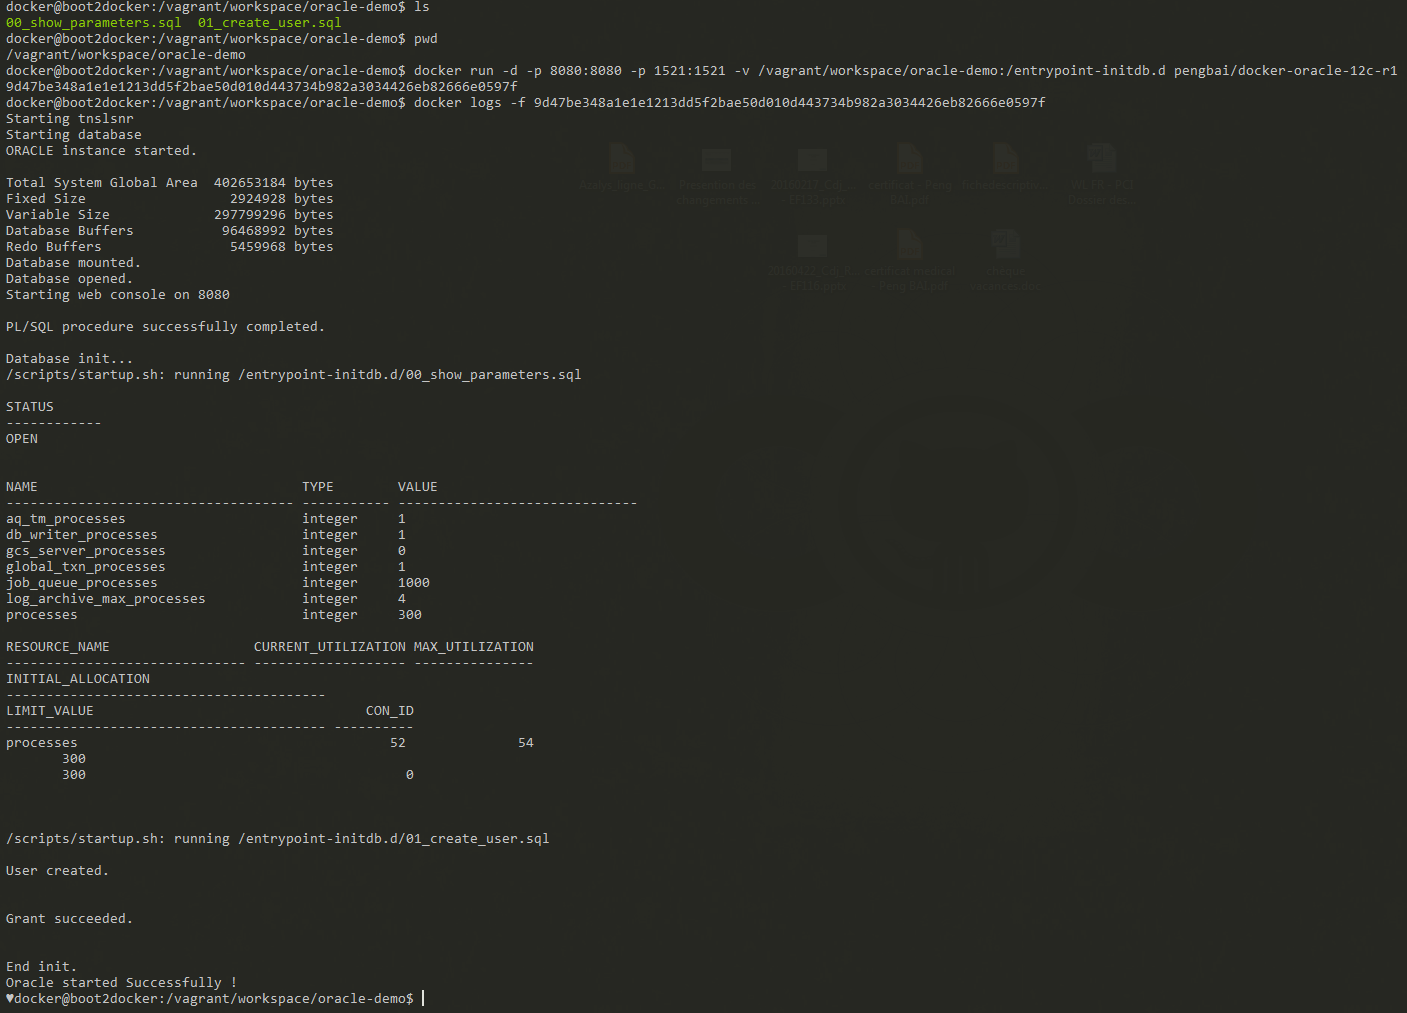 docker@boot2docker:/vagrant/workspace/oracle-demo$ ls
00_show_parameters.sql  01_create_user.sql
docker@boot2docker:/vagrant/workspace/oracle-demo$ pwd
/vagrant/workspace/oracle-demo
docker@boot2docker:/vagrant/workspace/oracle-demo$ docker run -d -p 8080:8080 -p 1521:1521 -v /vagrant/workspace/oracle-demo:/entrypoint-initdb.d pengbai/docker-oracle-12c-r1
9d47be348a1e1e1213dd5f2bae50d010d443734b982a3034426eb82666e0597f
docker@boot2docker:/vagrant/workspace/oracle-demo$ docker logs -f 9d47be348a1e1e1213dd5f2bae50d010d443734b982a3034426eb82666e0597f
Starting tnslsnr
Starting database
ORACLE instance started.

Total System Global Area  402653184 bytes
Fixed Size                  2924928 bytes
Variable Size             297799296 bytes
Database Buffers           96468992 bytes
Redo Buffers                5459968 bytes
Database mounted.
Database opened.
Starting web console on 8080

PL/SQL procedure successfully completed.

Database init...
/scripts/startup.sh: running /entrypoint-initdb.d/00_show_parameters.sql

STATUS
------------
OPEN


NAME                                 TYPE        VALUE
------------------------------------ ----------- ------------------------------
aq_tm_processes                      integer     1
db_writer_processes                  integer     1
gcs_server_processes                 integer     0
global_txn_processes                 integer     1
job_queue_processes                  integer     1000
log_archive_max_processes            integer     4
processes                            integer     300

RESOURCE_NAME                  CURRENT_UTILIZATION MAX_UTILIZATION
------------------------------ ------------------- ---------------
INITIAL_ALLOCATION
----------------------------------------
LIMIT_VALUE                                  CON_ID
---------------------------------------- ----------
processes                                       52              54
       300
       300                                        0



/scripts/startup.sh: running /entrypoint-initdb.d/01_create_user.sql

User created.


Grant succeeded.


End init.
Oracle started Successfully !
♥docker@boot2docker:/vagrant/workspace/oracle-demo$